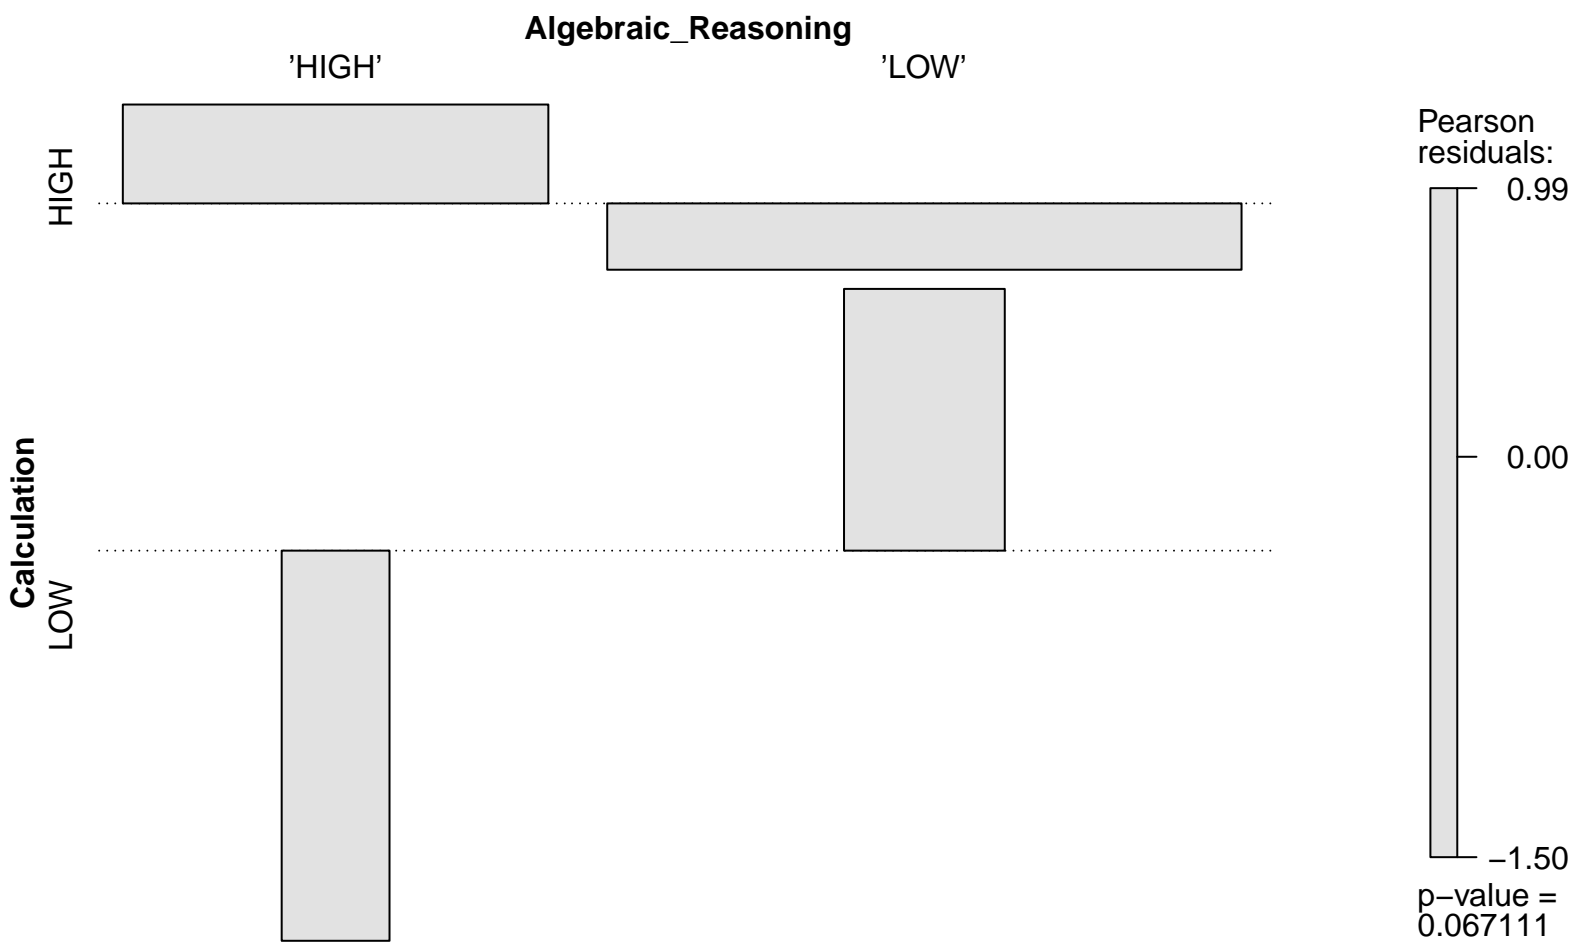 Algebraic_Reasoning
’HIGH’ ’LOW’
Calculation
HIGH
LOW
Pearson
residuals:
0.99
0.00
−1.50
p−value =
0.067111